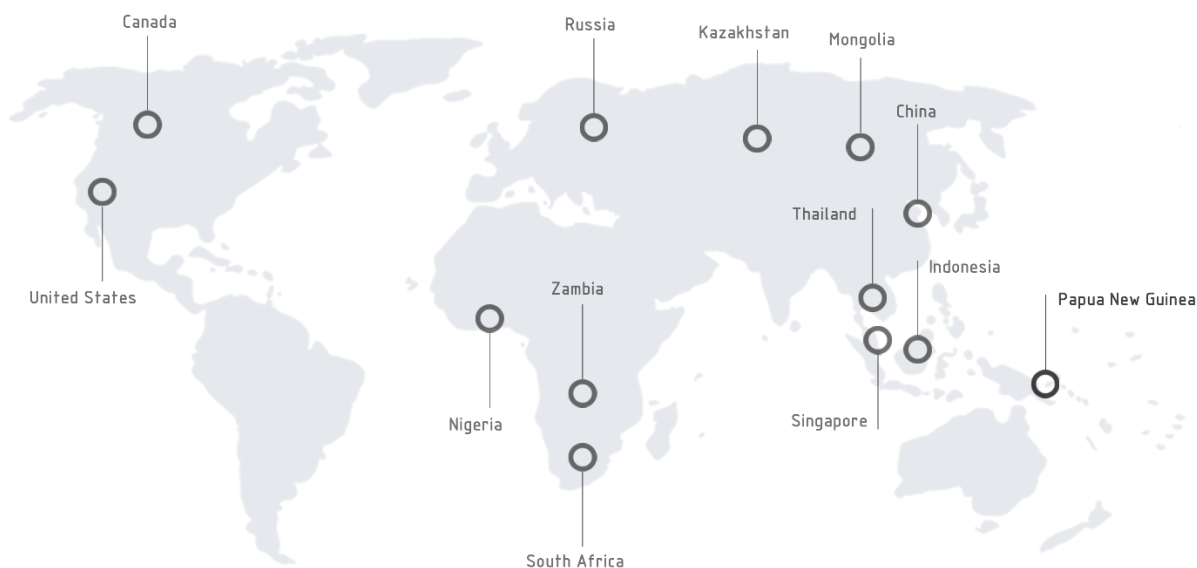 Canada
Russia
Kazakhstan
Mongolia
China
Thailand
Indonesia
United States
Zambia
Papua New Guinea
Nigeria
Singapore
South Africa